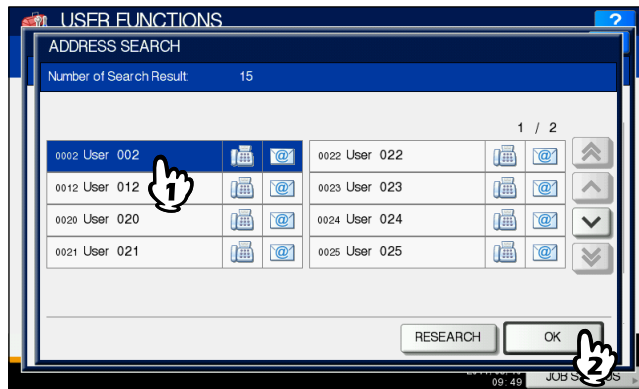 USER FUNCTIONS
?
ADDRESS SEARCH
Number of Search Result: 15
1 / 2
0002 User 002
0022 User 022
0012 User 012
1
0023 User 023
0020 User 020
0024 User 024
0021 User 021
0025 User 025
RESEARCH
OK
2
09:49
JOB